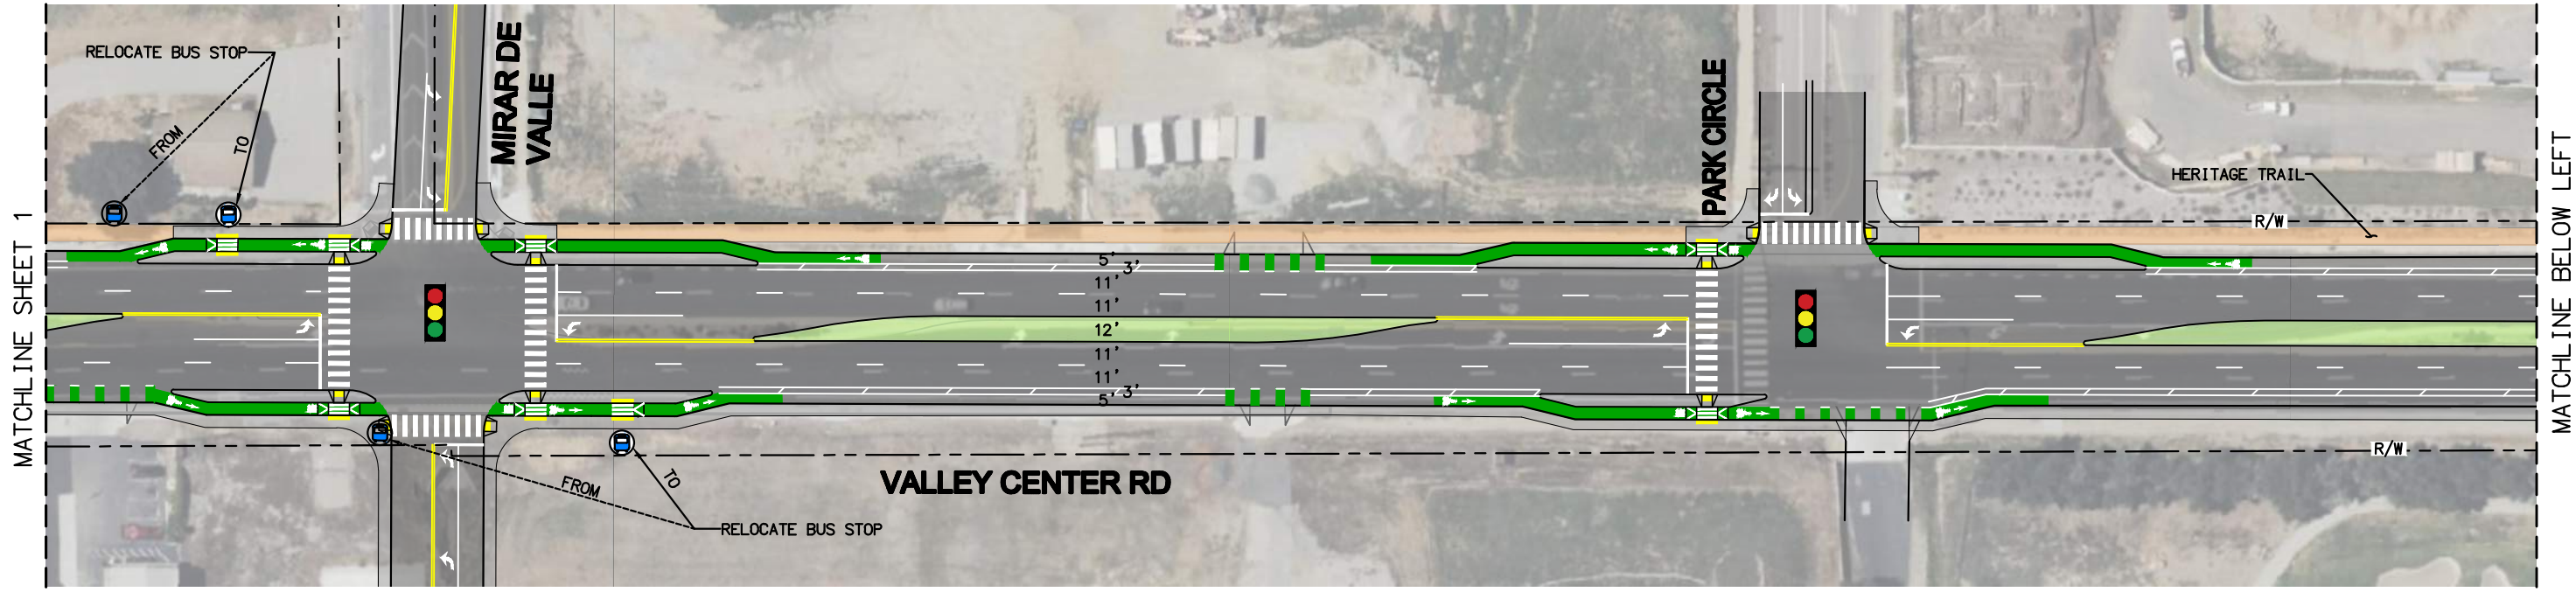 RELOCATE BUS STOP
FROM
TO
MIRAR DE
VALLE
PARK CIRCLE
HERITAGE TRAIL
R/W
MATCHLINE SHEET 1
MATCHLINE BELOW LEFT
5'
3'
11'
11'
12'
11'
11'
3'
5'
R/W
VALLEY CENTER RD
FROM
TO
RELOCATE BUS STOP